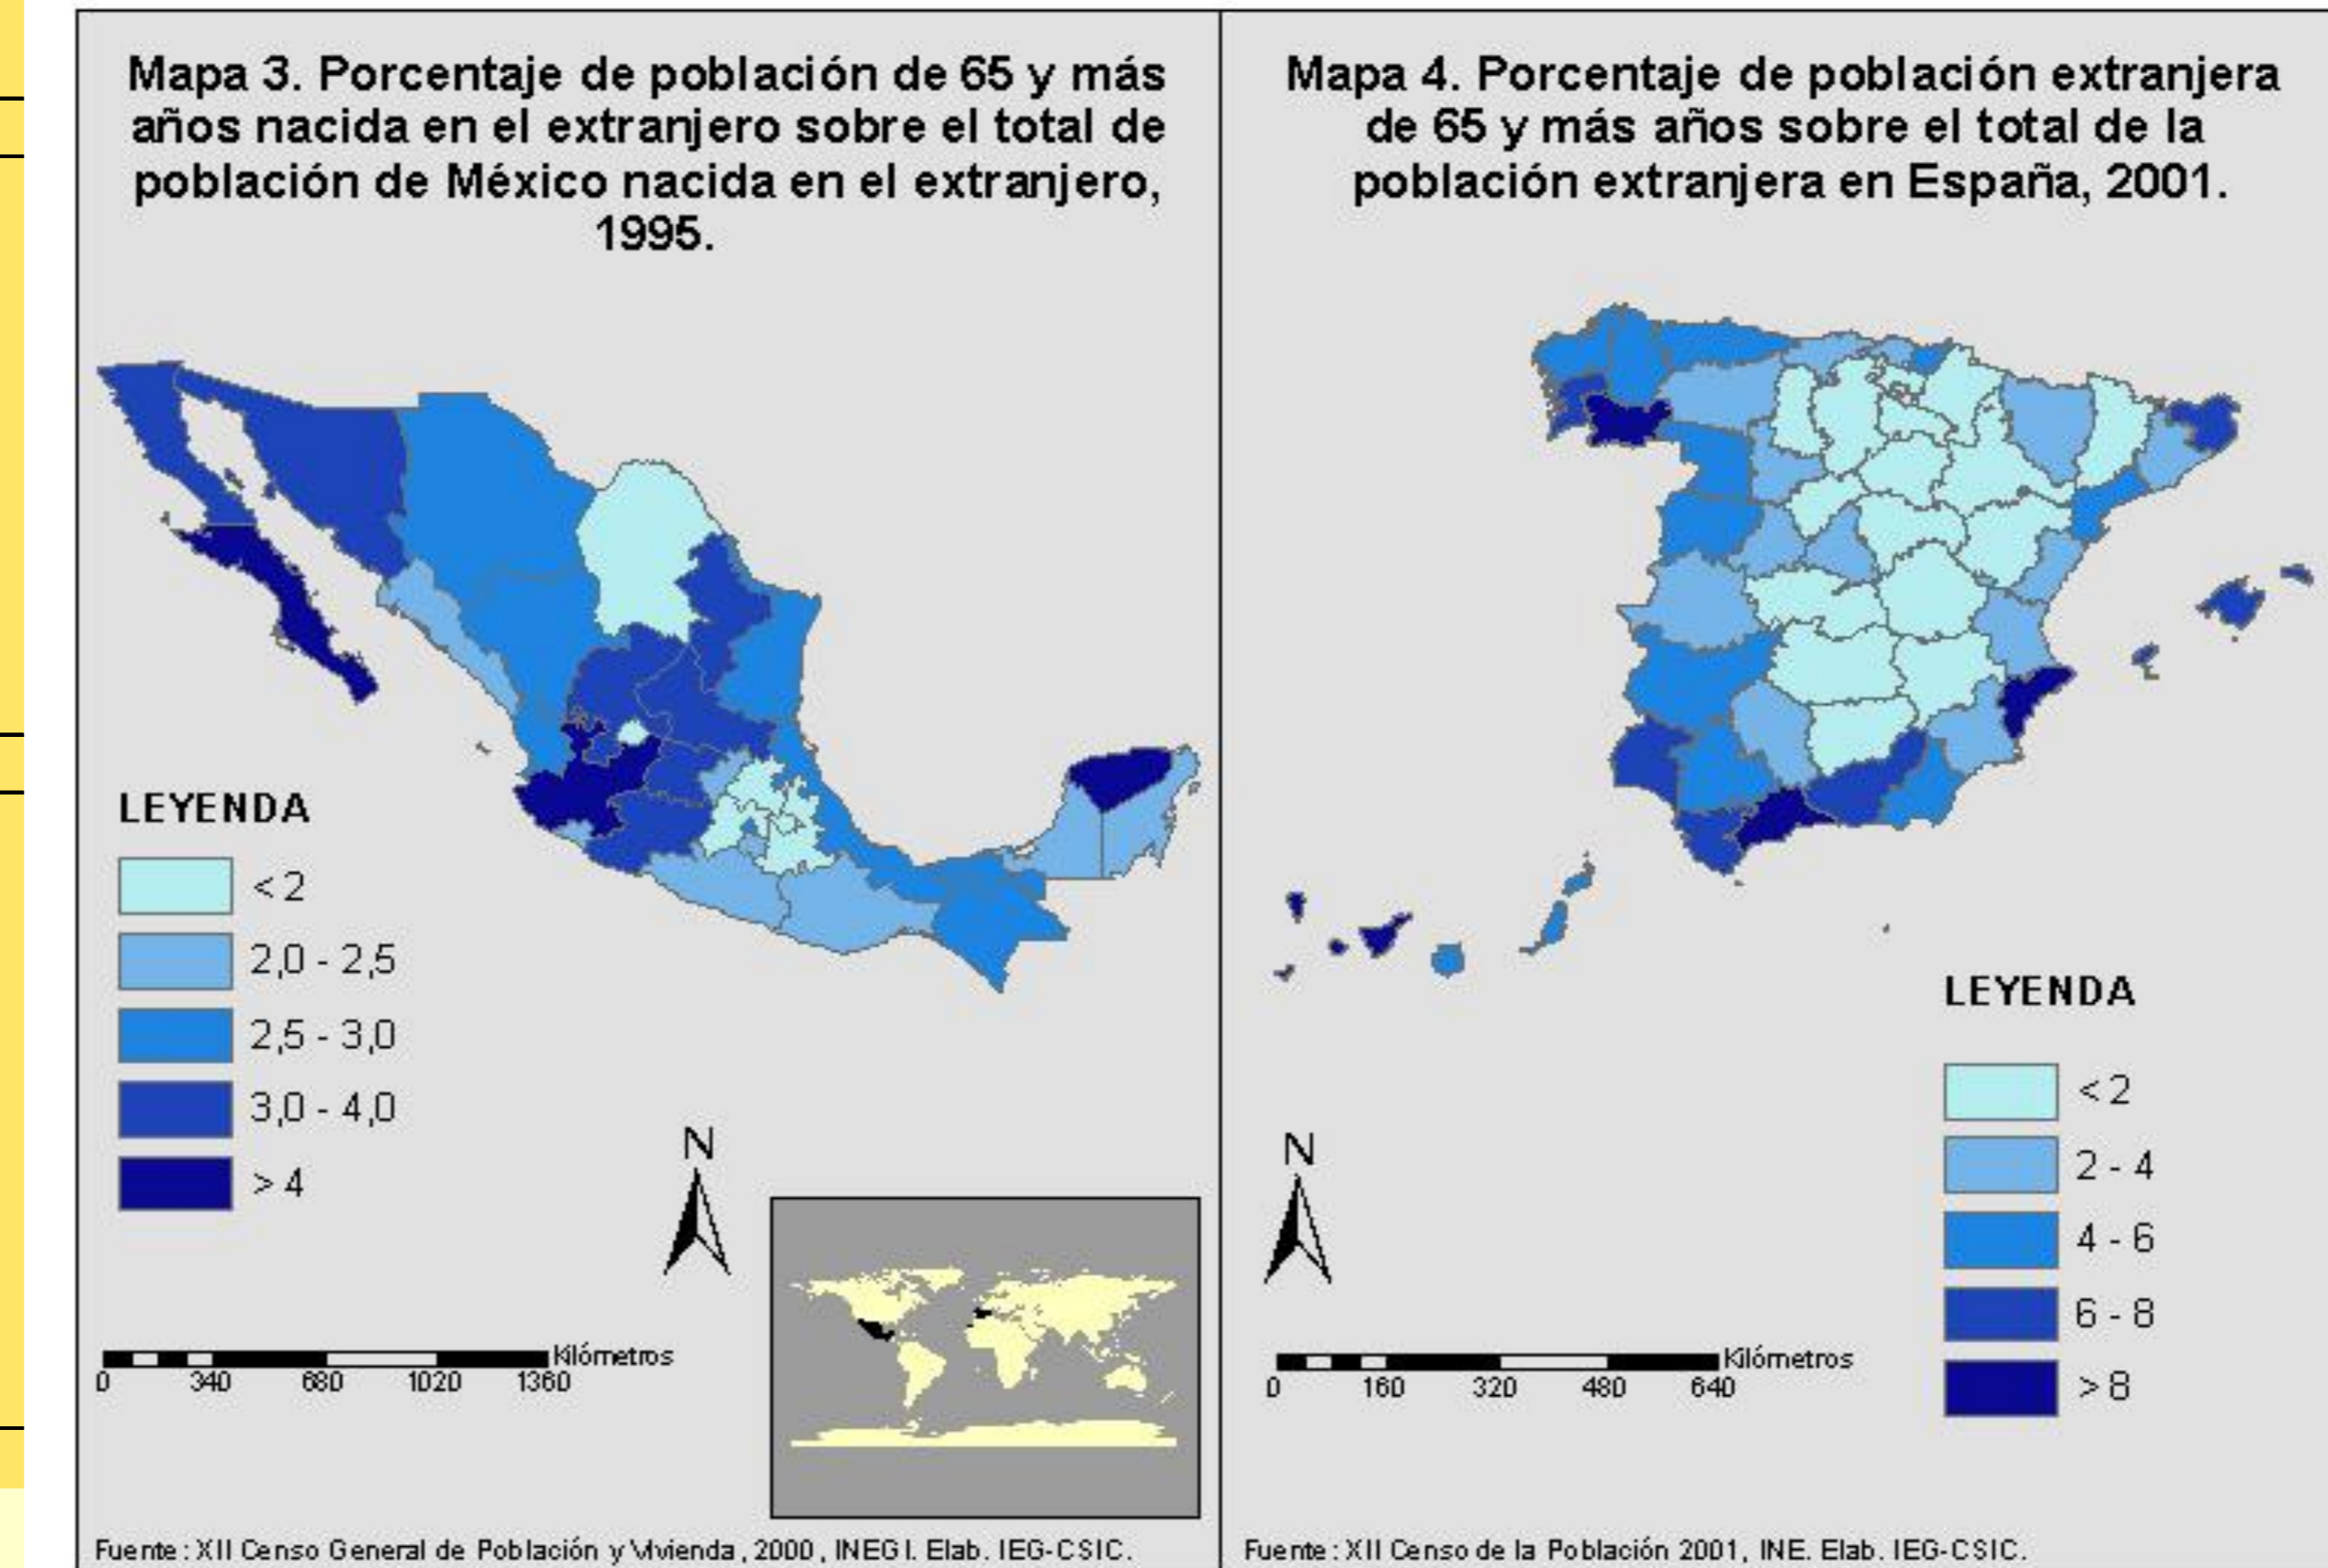 Mapa 3. Porcentaje de población de 65 y más
años nacida en el extranjero sobre el total de
población de México nacida en el extranjero,
1995.
LEYENDA
< 2
2,0 - 2,5
2,5 - 3,0
3,0 - 4,0
> 4
N
Kilómetros
0 340 680 1020 1360
Fuente: XII Censo General de Población y Vivienda, 2000, INEGI. Elab. IEG-CSIC.
Mapa 4. Porcentaje de población extranjera
de 65 y más años sobre el total de la
población extranjera en España, 2001.
LEYENDA
< 2
2 - 4
4 - 6
6 - 8
> 8
N
Kilómetros
0 160 320 480 640
Fuente: XII Censo de la Población 2001, INE. Elab. IEG-CSIC.